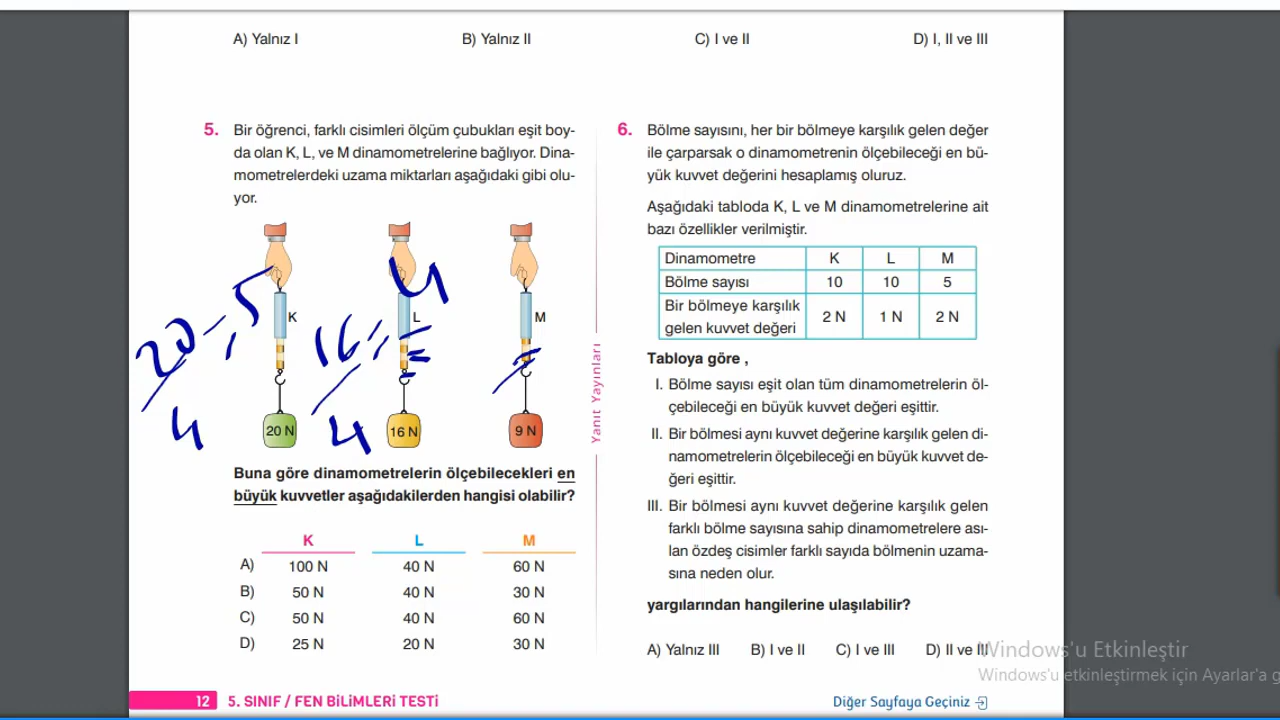 A) Yalnız I
B) Yalnız II
C) I ve II
D) I, II ve III
5. Bir öğrenci, farklı cisimleri ölçüm çubukları eşit boy-
da olan K, L, ve M dinamometrelerine bağlıyor. Dina-
mometrelerdeki uzama miktarları aşağıdaki gibi olu-
yor.
K
L
M
20 N
16 N
9 N
20
4
5
16
4
4
Buna göre dinamometrelerin ölçebilecekleri en
büyük kuvvetler aşağıdakilerden hangisi olabilir?
K L M
A) 100 N 40 N 60 N
B) 50 N 40 N 30 N
C) 50 N 40 N 60 N
D) 25 N 20 N 30 N
Yanıt Yayınları
6. Bölme sayısını, her bir bölmeye karşılık gelen değer
ile çarparsak o dinamometrenin ölçebileceği en bü-
yük kuvvet değerini hesaplamış oluruz.
Aşağıdaki tabloda K, L ve M dinamometrelerine ait
bazı özellikler verilmiştir.
Dinamometre K L M
Bölme sayısı 10 10 5
Bir bölmeye karşılık
gelen kuvvet değeri 2 N 1 N 2 N
Tabloya göre ,
I. Bölme sayısı eşit olan tüm dinamometrelerin öl-
çebileceği en büyük kuvvet değeri eşittir.
II. Bir bölmesi aynı kuvvet değerine karşılık gelen di-
namometrelerin ölçebileceği en büyük kuvvet de-
ğeri eşittir.
III. Bir bölmesi aynı kuvvet değerine karşılık gelen
farklı bölme sayısına sahip dinamometrelere ası-
lan özdeş cisimler farklı sayıda bölmenin uzama-
sına neden olur.
yargılarından hangilerine ulaşılabilir?
A) Yalnız III B) I ve II C) I ve III D) II ve III
Windows'u Etkinleştir
Windows'u etkinleştirmek için Ayarlar'a g
12 5. SINIF / FEN BİLİMLERİ TESTİ
Diğer Sayfaya Geçiniz